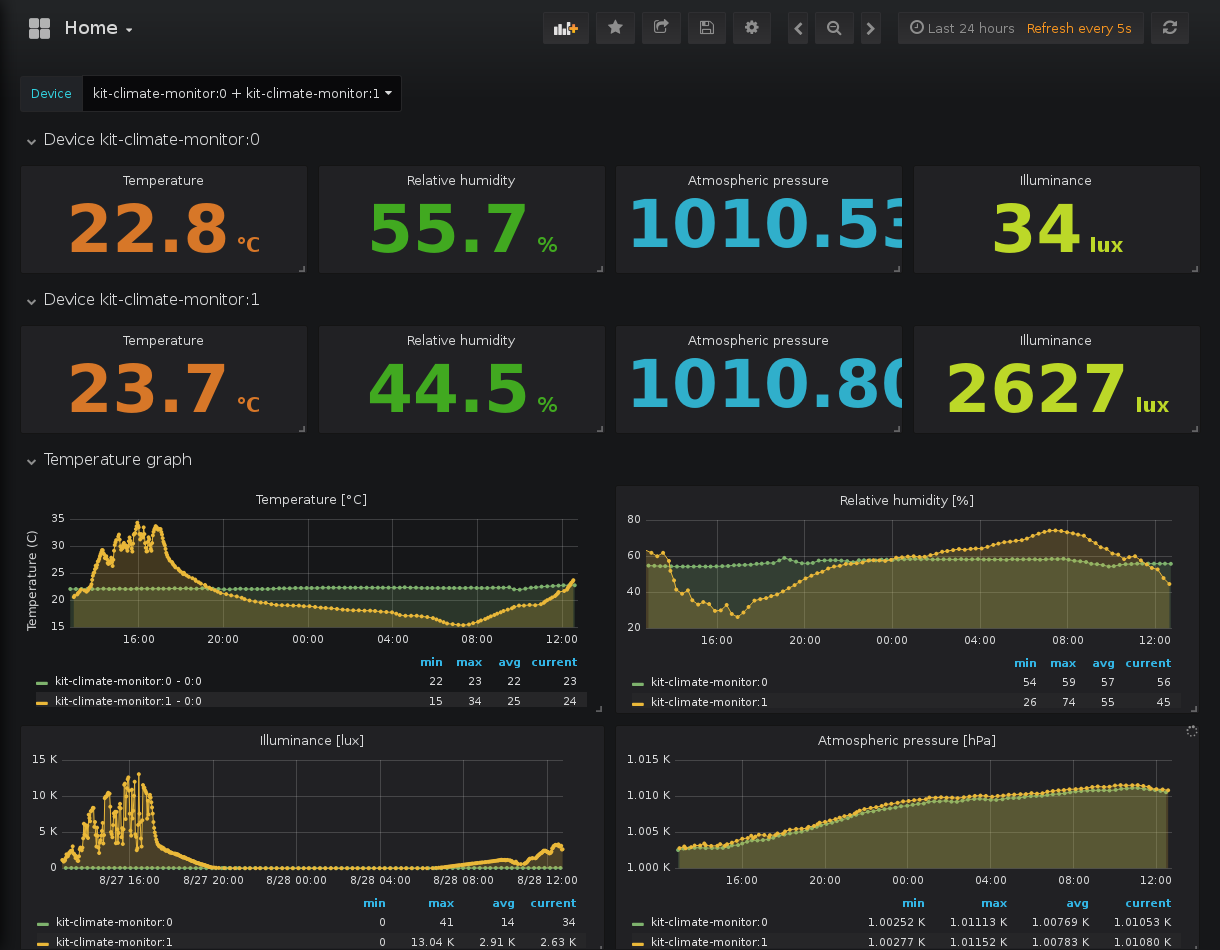 Home
Last 24 hours Refresh every 5s
Device kit-climate-monitor:0 + kit-climate-monitor:1
Device kit-climate-monitor:0
Temperature Relative humidity Atmospheric pressure Illuminance
22.8 °C 55.7 % 1010.53 34 lux
Device kit-climate-monitor:1
Temperature Relative humidity Atmospheric pressure Illuminance
23.7 °C 44.5 % 1010.80 2627 lux
Temperature graph
Temperature [°C]
Temperature (C)
35
30
25
20
15
16:00 20:00 00:00 04:00 08:00 12:00
min max avg current
kit-climate-monitor:0 - 0:0 22 23 22 23
kit-climate-monitor:1 - 0:0 15 34 25 24
Relative humidity [%]
80
60
40
20
16:00 20:00 00:00 04:00 08:00 12:00
min max avg current
kit-climate-monitor:0 54 59 57 56
kit-climate-monitor:1 26 74 55 45
Illuminance [lux]
15 K
10 K
5 K
0
8/27 16:00 8/27 20:00 8/28 00:00 8/28 04:00 8/28 08:00 8/28 12:00
min max avg current
kit-climate-monitor:0 0 41 14 34
kit-climate-monitor:1 0 13.04 K 2.91 K 2.63 K
Atmospheric pressure [hPa]
1.015 K
1.010 K
1.005 K
1.000 K
16:00 20:00 00:00 04:00 08:00 12:00
min max avg current
kit-climate-monitor:0 1.00252 K 1.01113 K 1.00769 K 1.01053 K
kit-climate-monitor:1 1.00277 K 1.01152 K 1.00783 K 1.01080 K